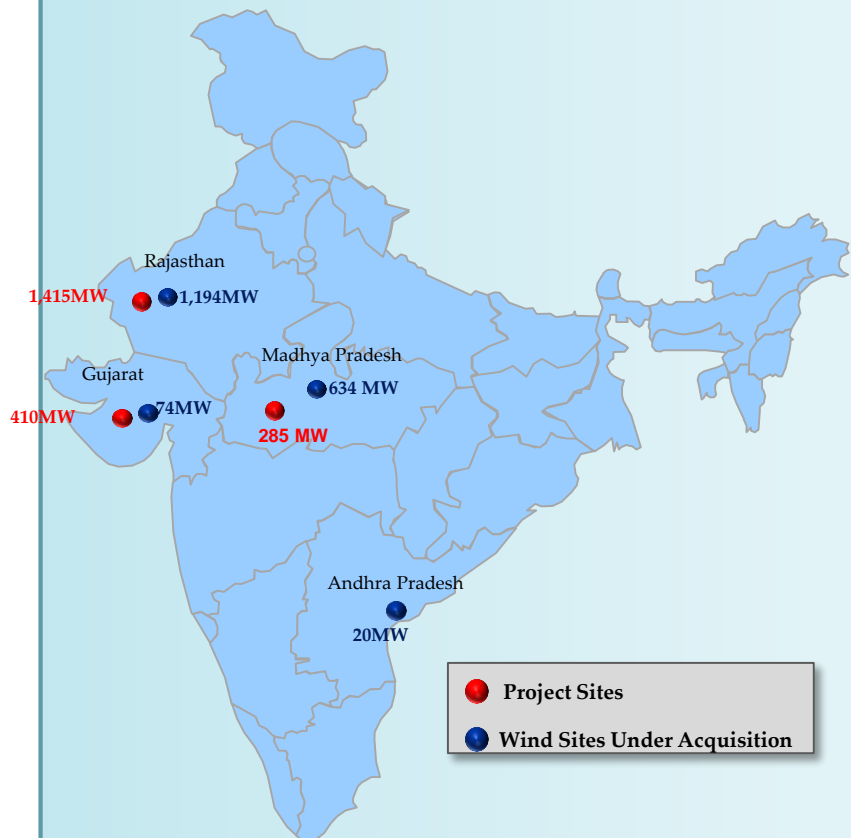 Rajasthan
1,415MW
1,194MW
Madhya Pradesh
Gujarat
634 MW
410MW
74MW
285 MW
Andhra Pradesh
20MW
Project Sites
Wind Sites Under Acquisition